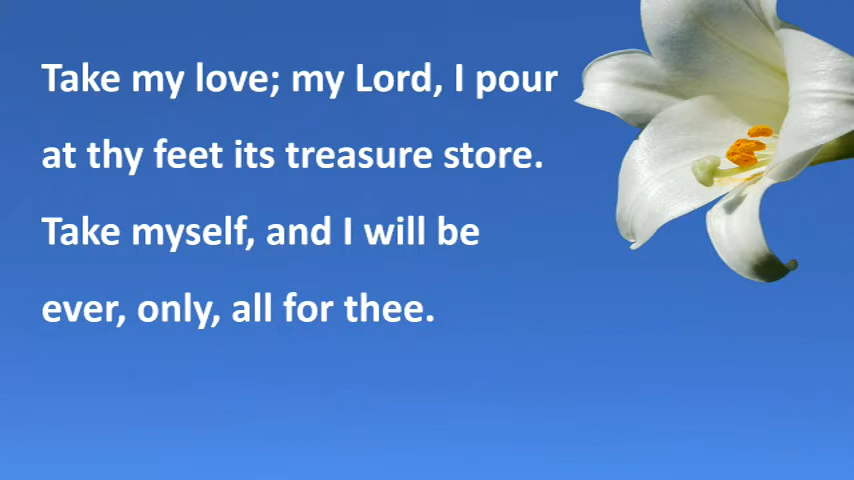 Take my love; my Lord, I pour
at thy feet its treasure store.
Take myself, and I will be
ever, only, all for thee.